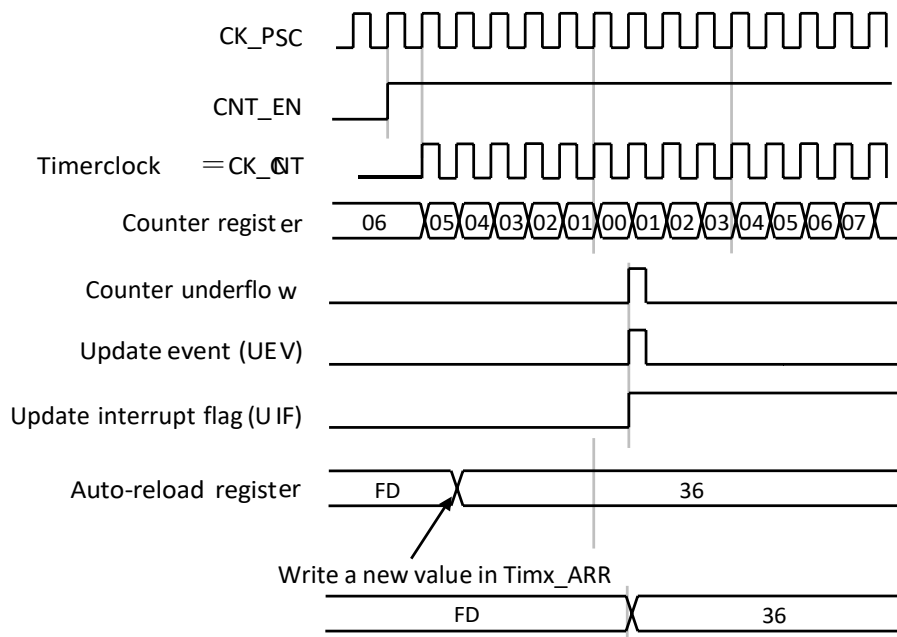 CK_PSC
CNT_EN
Timerclock =CK_CNT
Counter register 06 05 04 03 02 01 00 01 02 03 04 05 06 07
Counter underflow
Update event (UEV)
Update interrupt flag (UIF)
Auto-reload register FD 36
Write a new value in Timx_ARR
FD 36